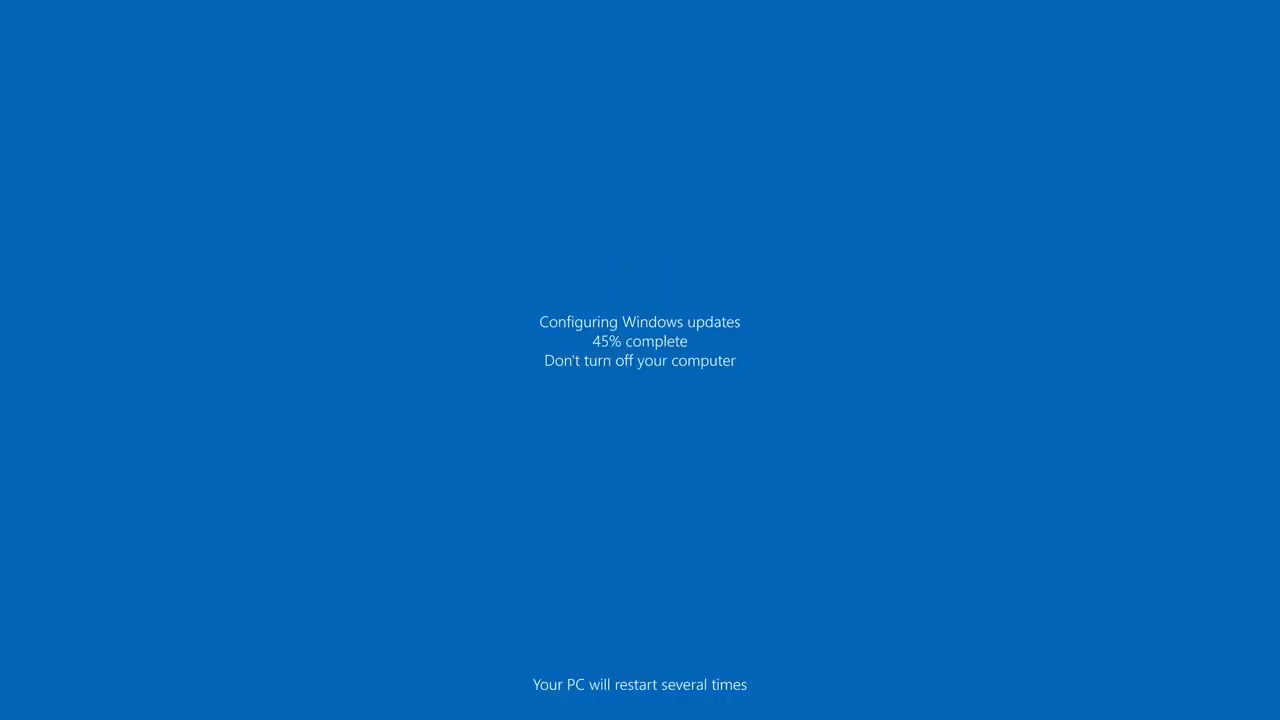 Configuring Windows updates
45% complete
Don't turn off your computer
Your PC will restart several times